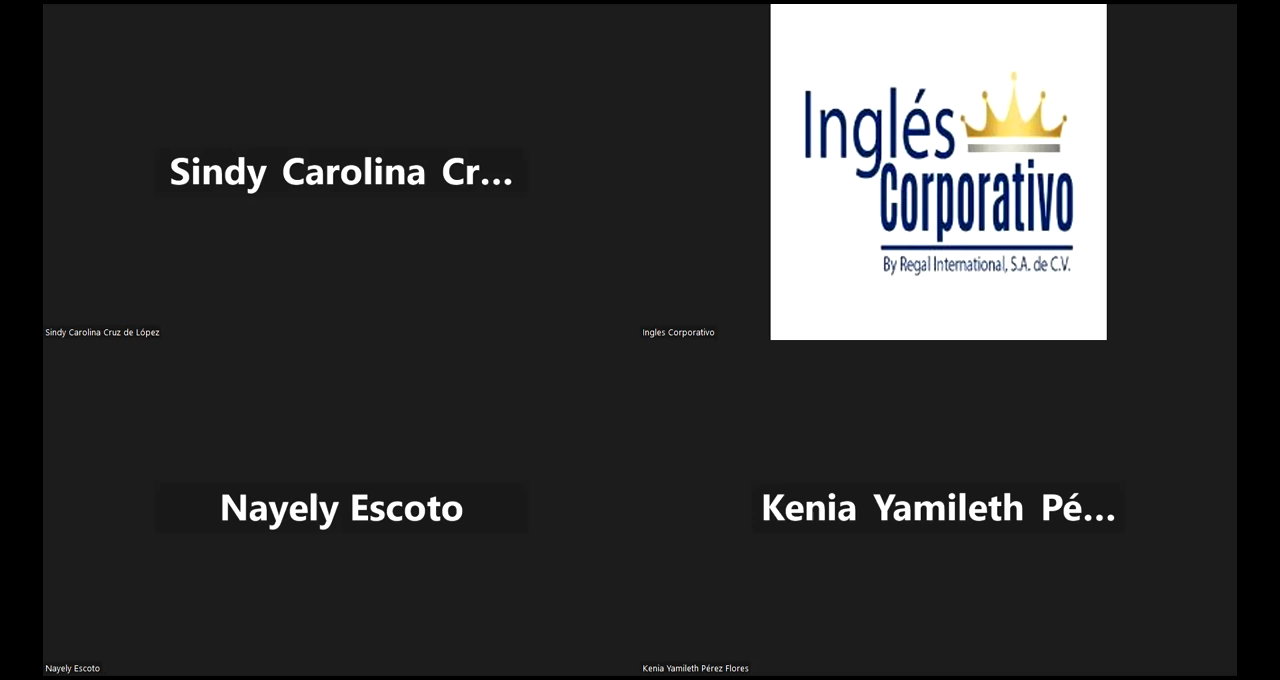 Sindy Carolina Cr...
Sindy Carolina Cruz de López
Inglés
Corporativo
By Regal International, S.A. de C.V.
Ingles Corporativo
Nayely Escoto
Nayely Escoto
Kenia Yamileth Pé...
Kenia Yamileth Pérez Flores